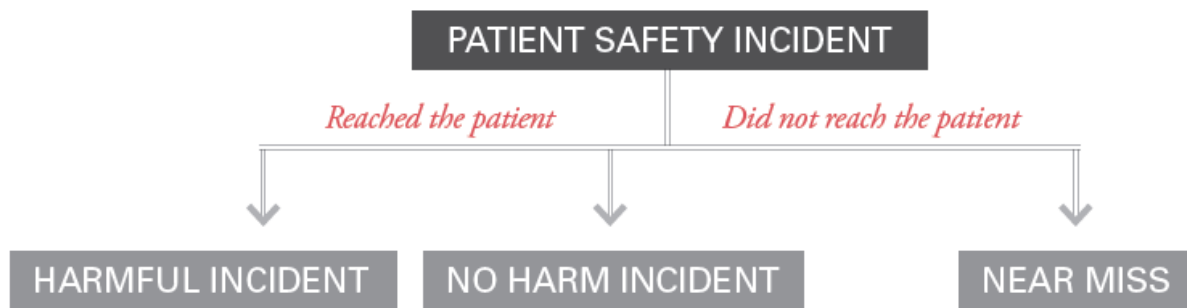 PATIENT SAFETY INCIDENT
Reached the patient
Did not reach the patient
HARMFUL INCIDENT
NO HARM INCIDENT
NEAR MISS